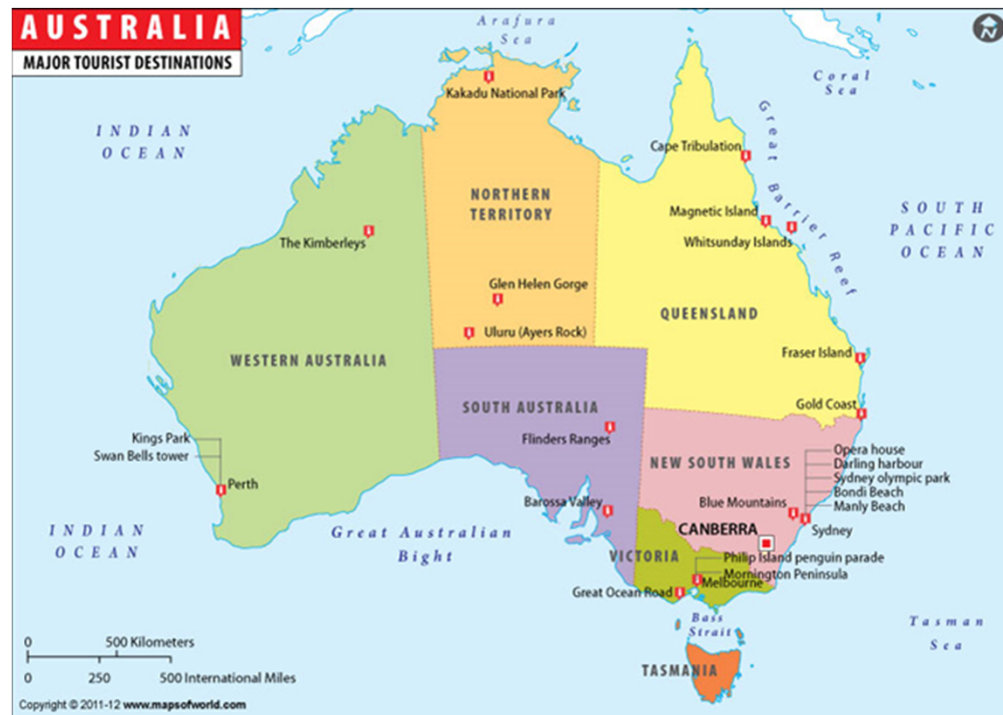 AUSTRALIA
MAJOR TOURIST DESTINATIONS
Arafura
Sea
N
Coral
Sea
Kakadu National Park
INDIAN
OCEAN
Cape Tribulation
Great Barrier Reef
NORTHERN
TERRITORY
Magnetic Island
SOUTH
PACIFIC
OCEAN
The Kimberleys
Whitsunday Islands
Glen Helen Gorge
QUEENSLAND
Uluru (Ayers Rock)
WESTERN AUSTRALIA
Fraser Island
SOUTH AUSTRALIA
Gold Coast
Kings Park
Flinders Ranges
Swan Bells tower
NEW SOUTH WALES
Opera house
Darling harbour
Sydney olympic park
Bondi Beach
Manly Beach
Perth
Barossa Valley
Blue Mountains
Sydney
INDIAN
OCEAN
Great Australian
Bight
CANBERRA
VICTORIA
Philip Island penguin parade
Mornington Peninsula
Melbourne
Great Ocean Road
Bass
Strait
Tasman
Sea
TASMANIA
0 500 Kilometers
0 250 500 International Miles
Copyright © 2011-12 www.mapsofworld.com